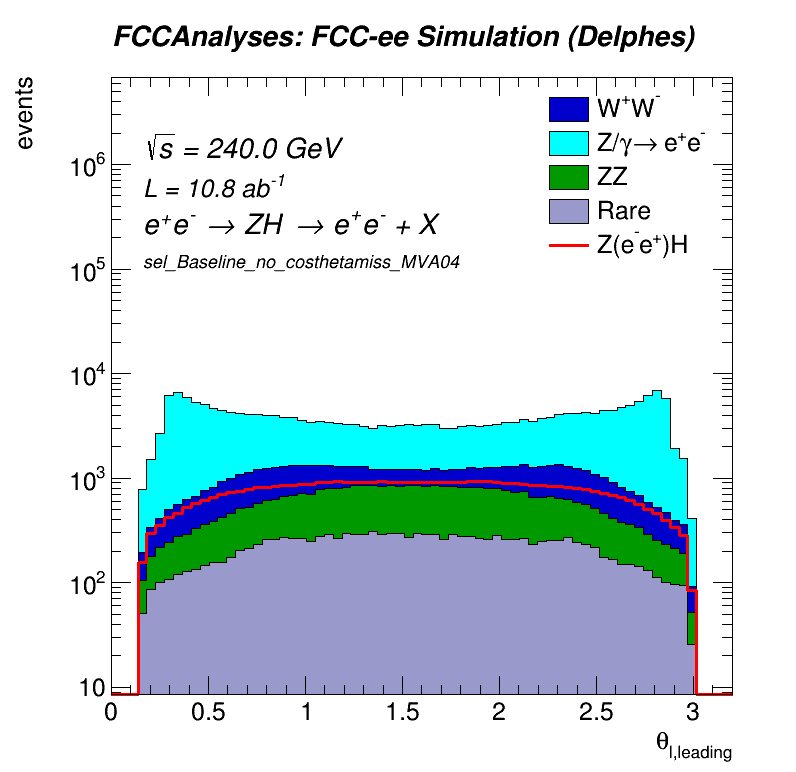 FCCAnalyses: FCC-ee Simulation (Delphes)
events
√s = 240.0 GeV
L = 10.8 ab⁻¹
e⁺e⁻ → ZH → e⁺e⁻ + X
sel_Baseline_no_costhetamiss_MVA04
W⁺W⁻
Z/γ→ e⁺e⁻
ZZ
Rare
Z(e⁻e⁺)H
10⁶
10⁵
10⁴
10³
10²
10
0 0.5 1 1.5 2 2.5 3
θ_l,leading